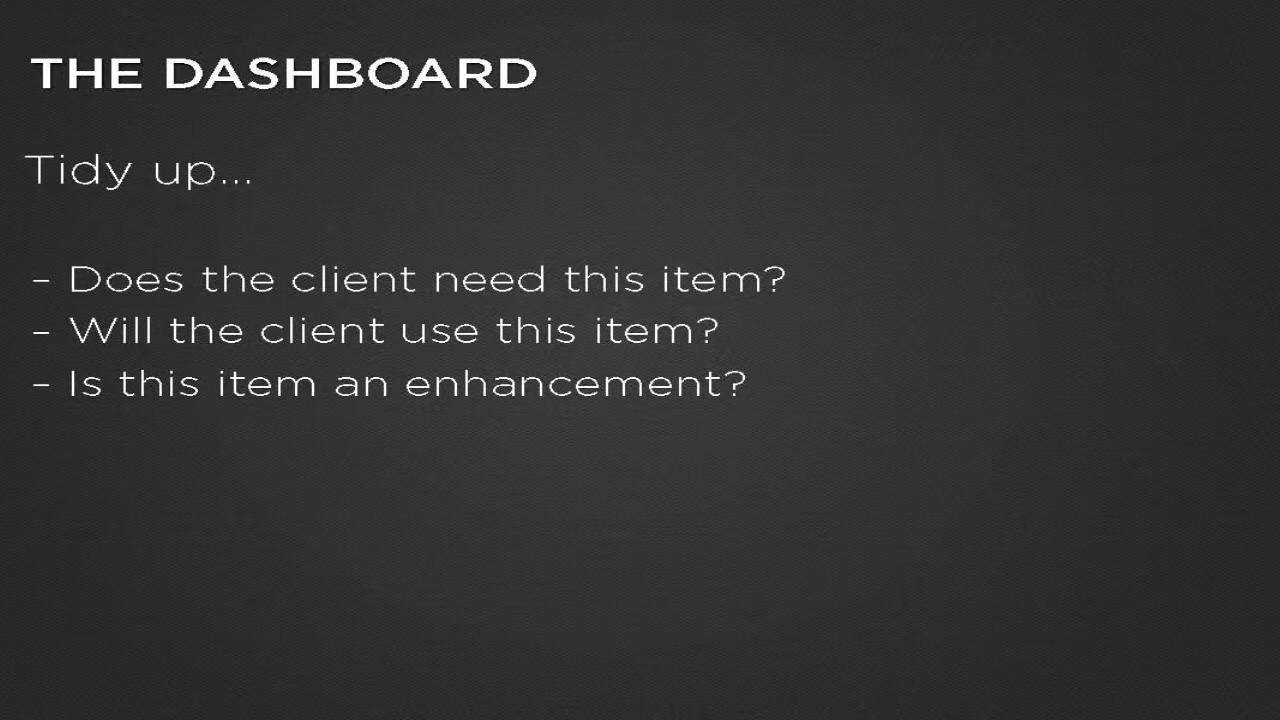 THE DASHBOARD
Tidy up...
– Does the client need this item?
– Will the client use this item?
– Is this item an enhancement?